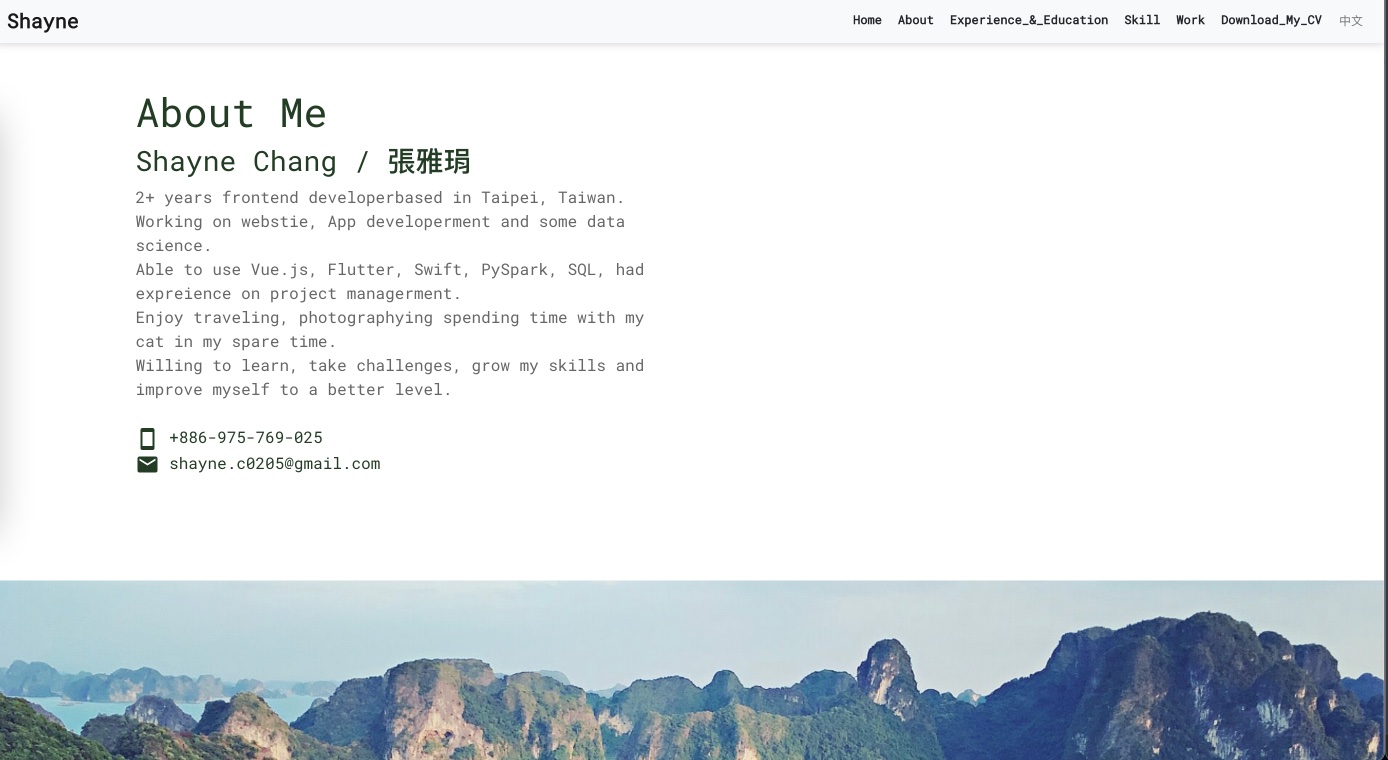 Shayne
Home About Experience_&_Education Skill Work Download_My_CV 中文
About Me
Shayne Chang / 張雅琄
2+ years frontend developerbased in Taipei, Taiwan.
Working on webstie, App developerment and some data
science.
Able to use Vue.js, Flutter, Swift, PySpark, SQL, had
expreience on project managerment.
Enjoy traveling, photographying spending time with my
cat in my spare time.
Willing to learn, take challenges, grow my skills and
improve myself to a better level.
+886-975-769-025
shayne.c0205@gmail.com